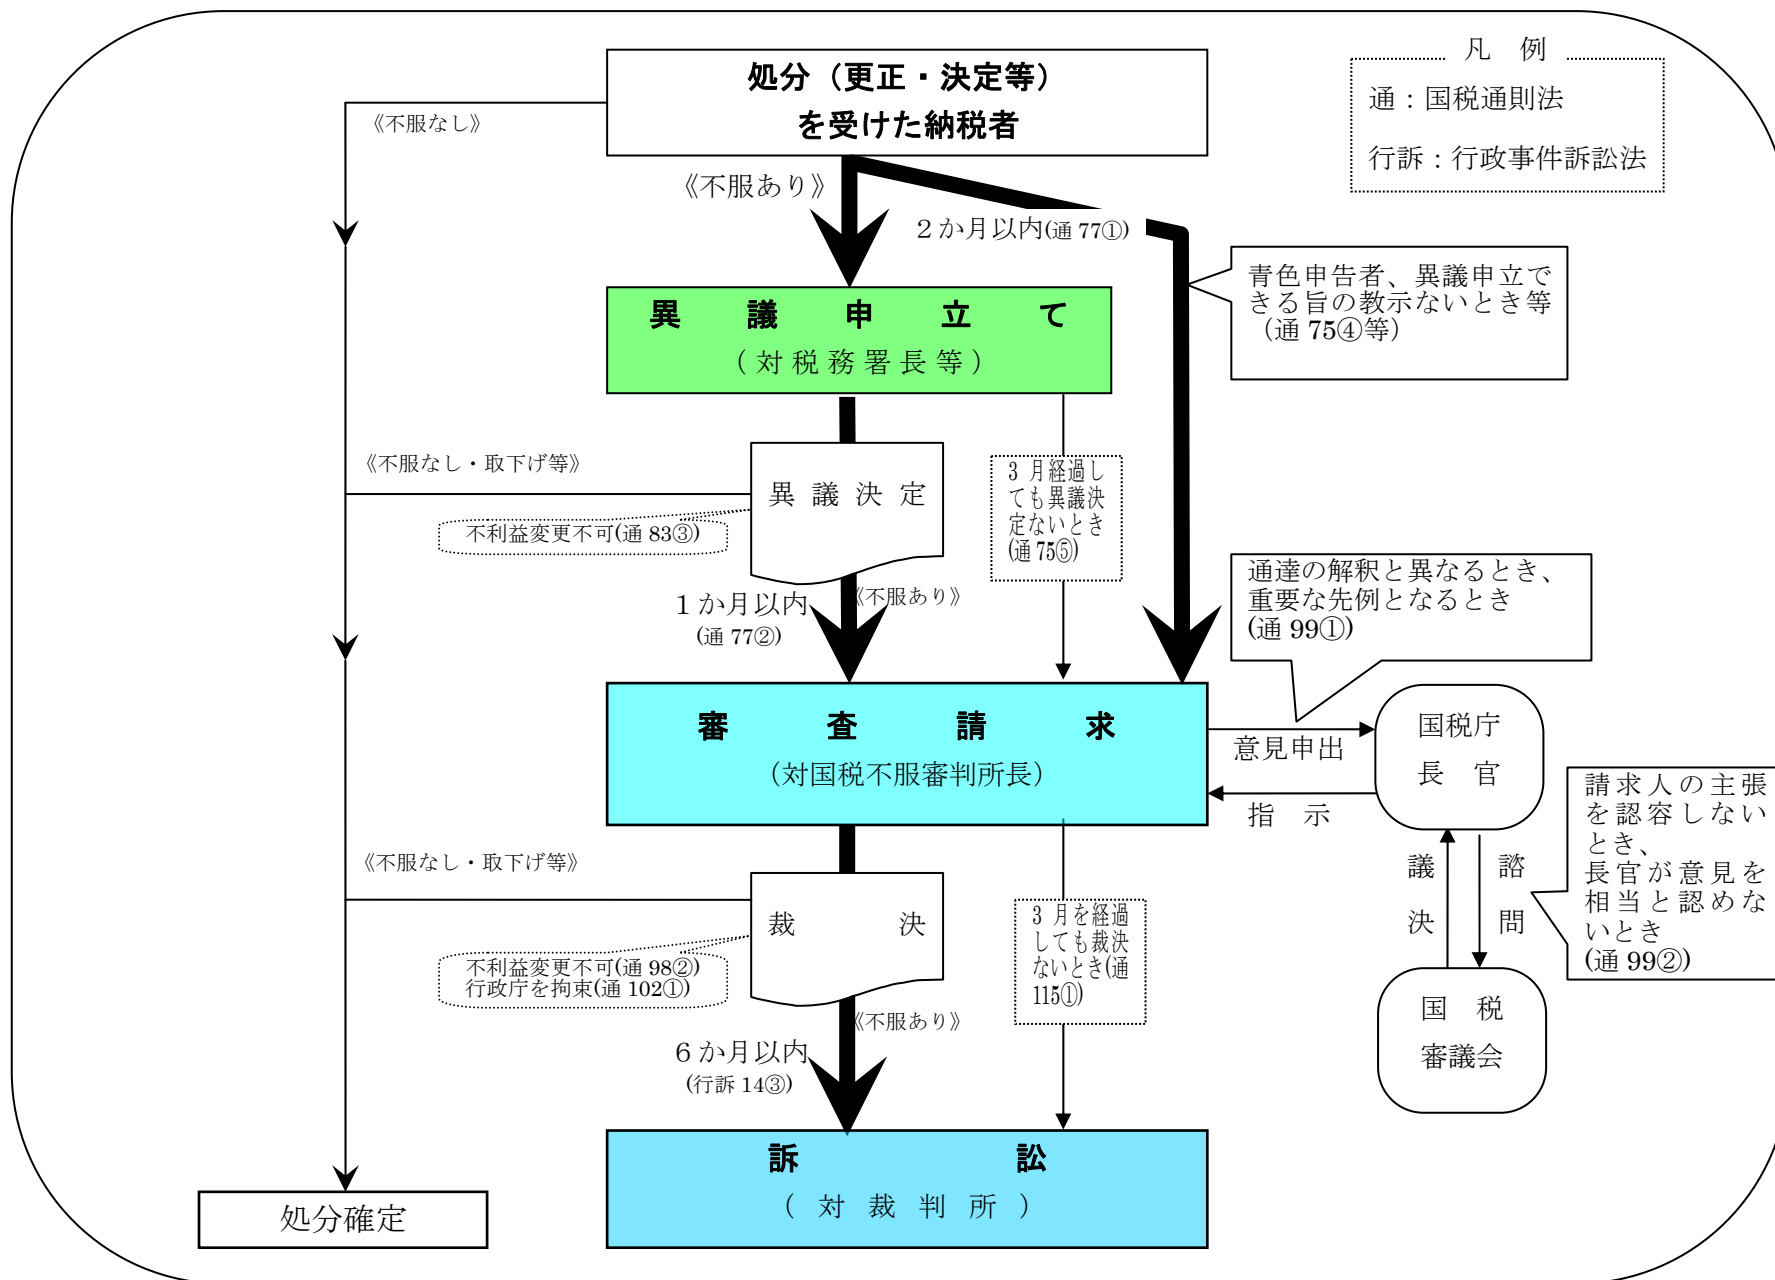 凡　例
通：国税通則法
行訴：行政事件訴訟法
処分（更正・決定等）
を受けた納税者
《不服なし》
《不服あり》
２か月以内(通 77①)
青色申告者、異議申立で
きる旨の教示ないとき等
（通 75④等）
異　議　申　立　て
（対税務署長等）
《不服なし・取下げ等》
異議決定
不利益変更不可(通 83③)
3 月経過し
ても異議決
定ないとき
(通 75⑤)
１か月以内
(通 77②)
《不服あり》
通達の解釈と異なるとき、
重要な先例となるとき
(通 99①)
審　査　請　求
（対国税不服審判所長）
意見申出
指　示
国税庁
長　官
請求人の主張
を認容しない
とき、
長官が意見を
相当と認めな
いとき
(通 99②)
議決
諮問
国　税
審議会
《不服なし・取下げ等》
裁　決
不利益変更不可(通 98②)
行政庁を拘束(通 102①)
3 月を経過
しても裁決
ないとき(通
115①)
《不服あり》
６か月以内
(行訴 14③)
訴　訟
（対裁判所）
処分確定